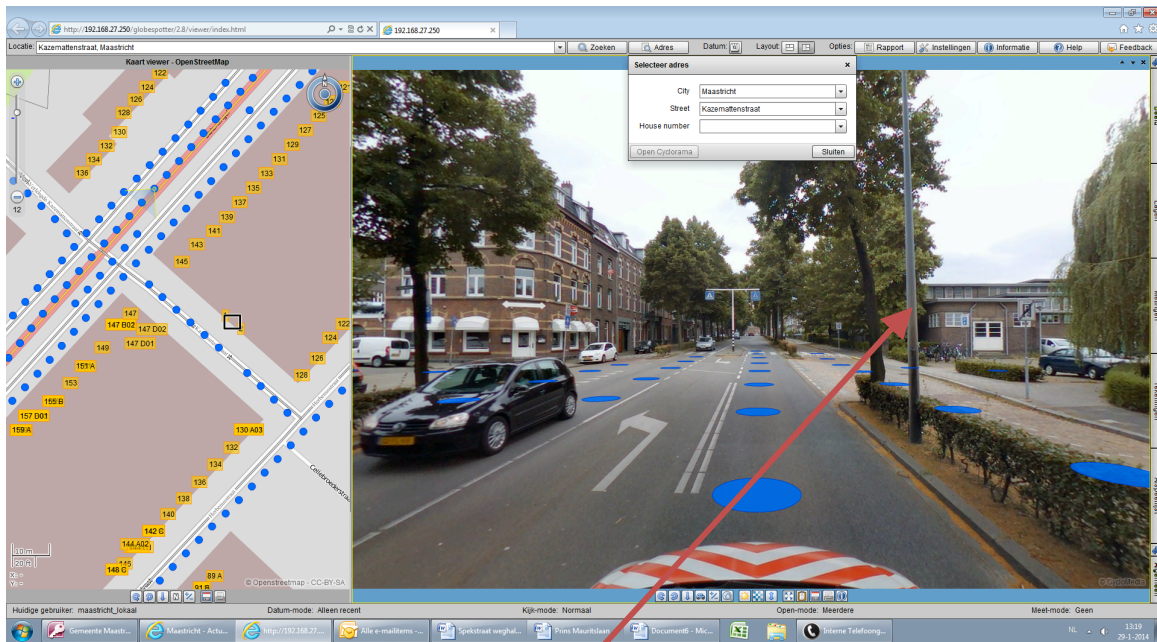 http://192.168.27.250/globespotter/2.8/viewer/index.html
192.168.27.250
Locatie: Kazemattenstraat, Maastricht
Zoeken
Adres
Datum:
Layout:
Opties:
Rapport
Instellingen
Informatie
Help
Feedback
Kaart viewer - OpenStreetMap
Selecteer adres
City Maastricht
Street Kazemattenstraat
House number
Open Cyclorama
Sluiten
122
124
126
128
130
132
134
136
125
127
129
131
133
135
137
139
141
143
145
147
147 B02
147 D02
147 D01
149
151 A
153
155 B
157 D01
159 A
122
124
126
128
130 A03
132
134
136
138
140
142 C
144 A02
148 G
89 A
91 B
12
10 m
20 ft
X: -
Y: -
© Openstreetmap - CC-BY-SA
Huidige gebruiker: maastricht_lokaal
Datum-mode: Alleen recent
Kijk-mode: Normaal
Open-mode: Meerdere
Meet-mode: Geen
Gemeente Maastr...
Maastricht - Actu...
http://192.168.27....
Alle e-mailitems -...
Spekstraat weghal...
Prins Mauritslaan ...
Document6 - Mic...
Interne Telefoong...
NL
13:19
29-1-2014